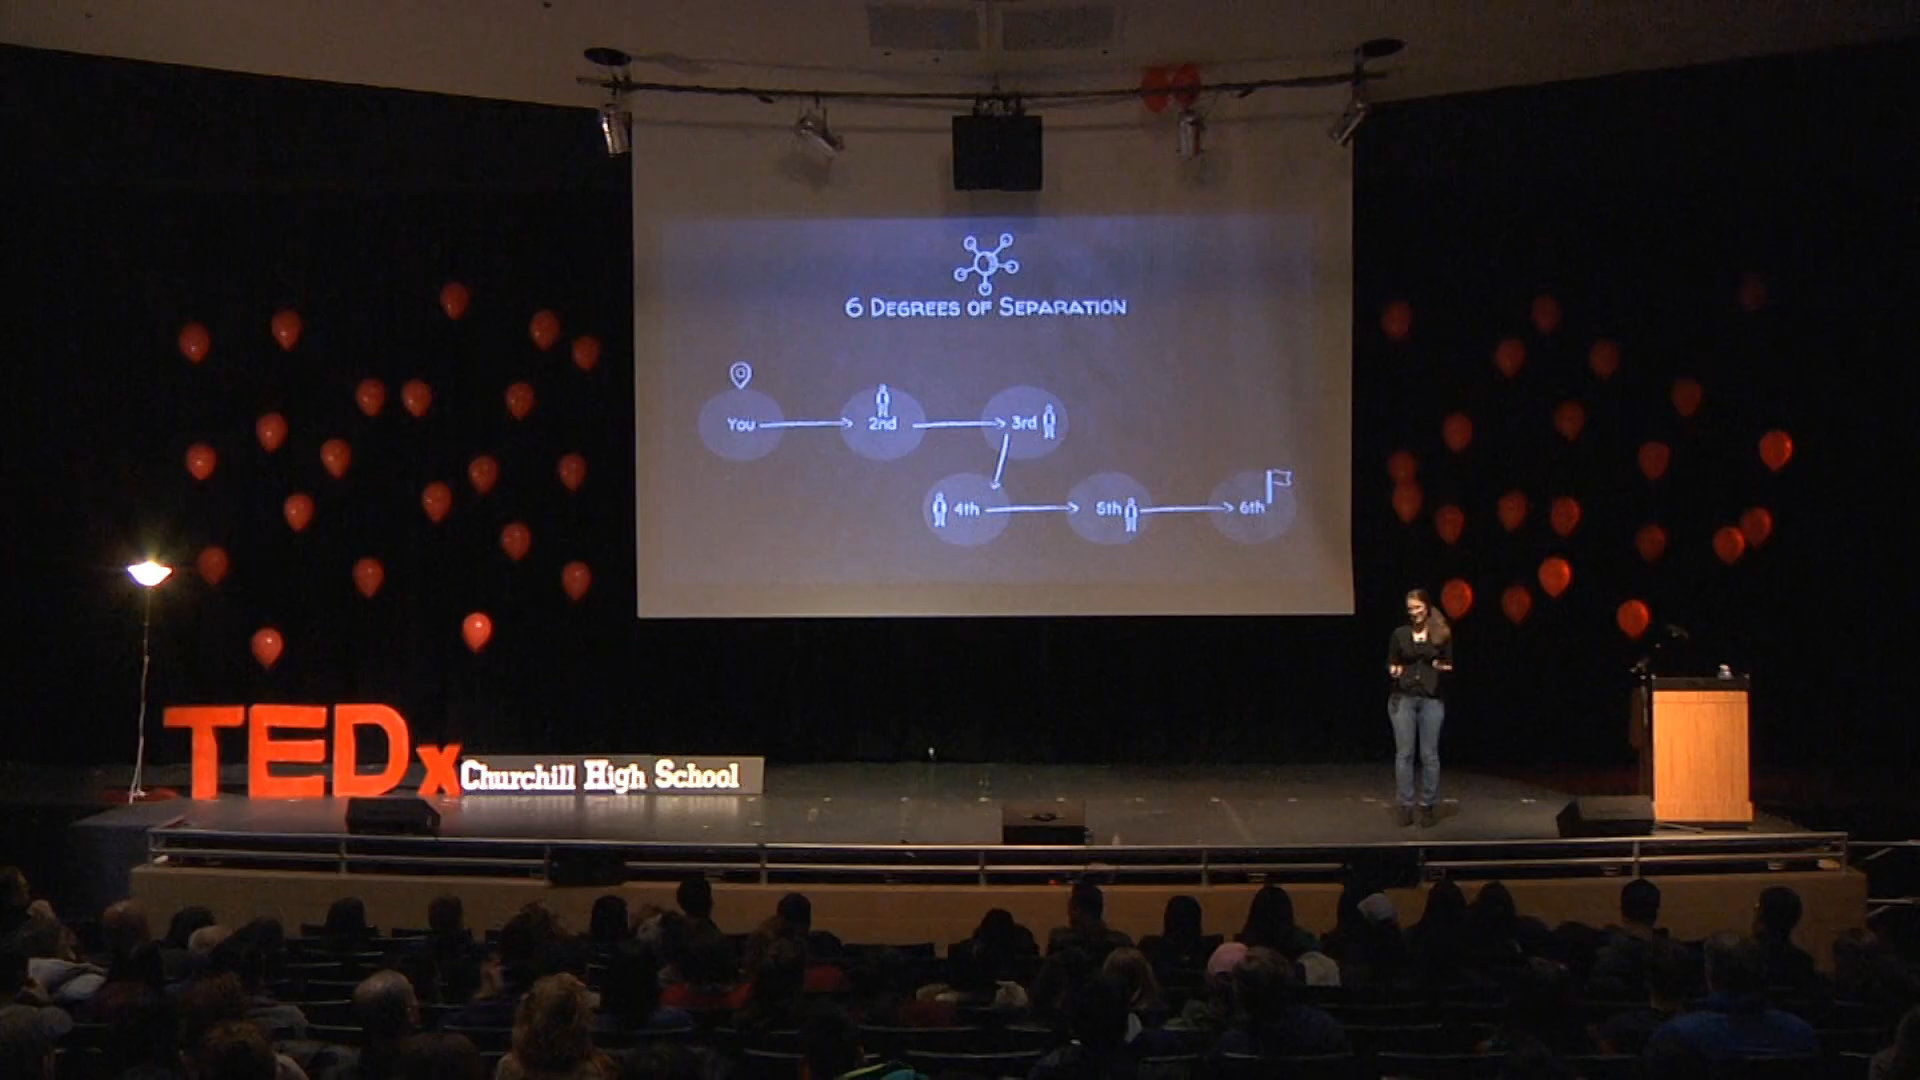 6 DEGREES OF SEPARATION
You 2nd 3rd
4th 5th 6th
TEDx Churchill High School